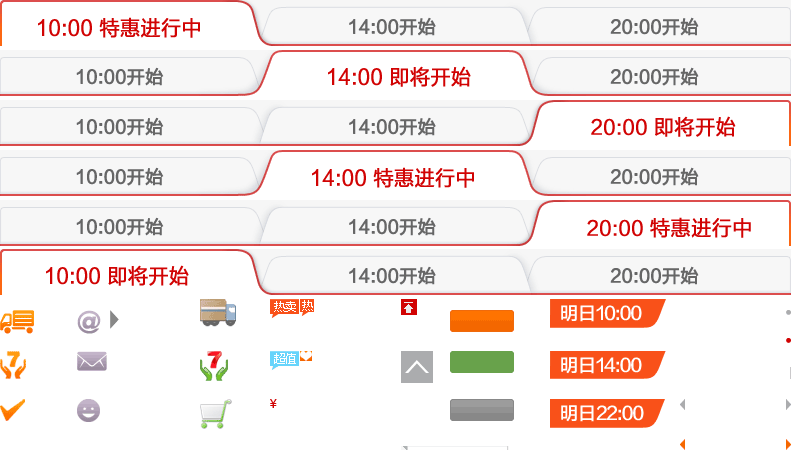 10:00 特惠进行中 14:00开始 20:00开始
10:00开始 14:00 即将开始 20:00开始
10:00开始 14:00开始 20:00 即将开始
10:00开始 14:00 特惠进行中 20:00开始
10:00开始 14:00开始 20:00 特惠进行中
10:00 即将开始 14:00开始 20:00开始
热卖 热 明日10:00
@
7 7 超值 明日14:00
¥ 明日22:00